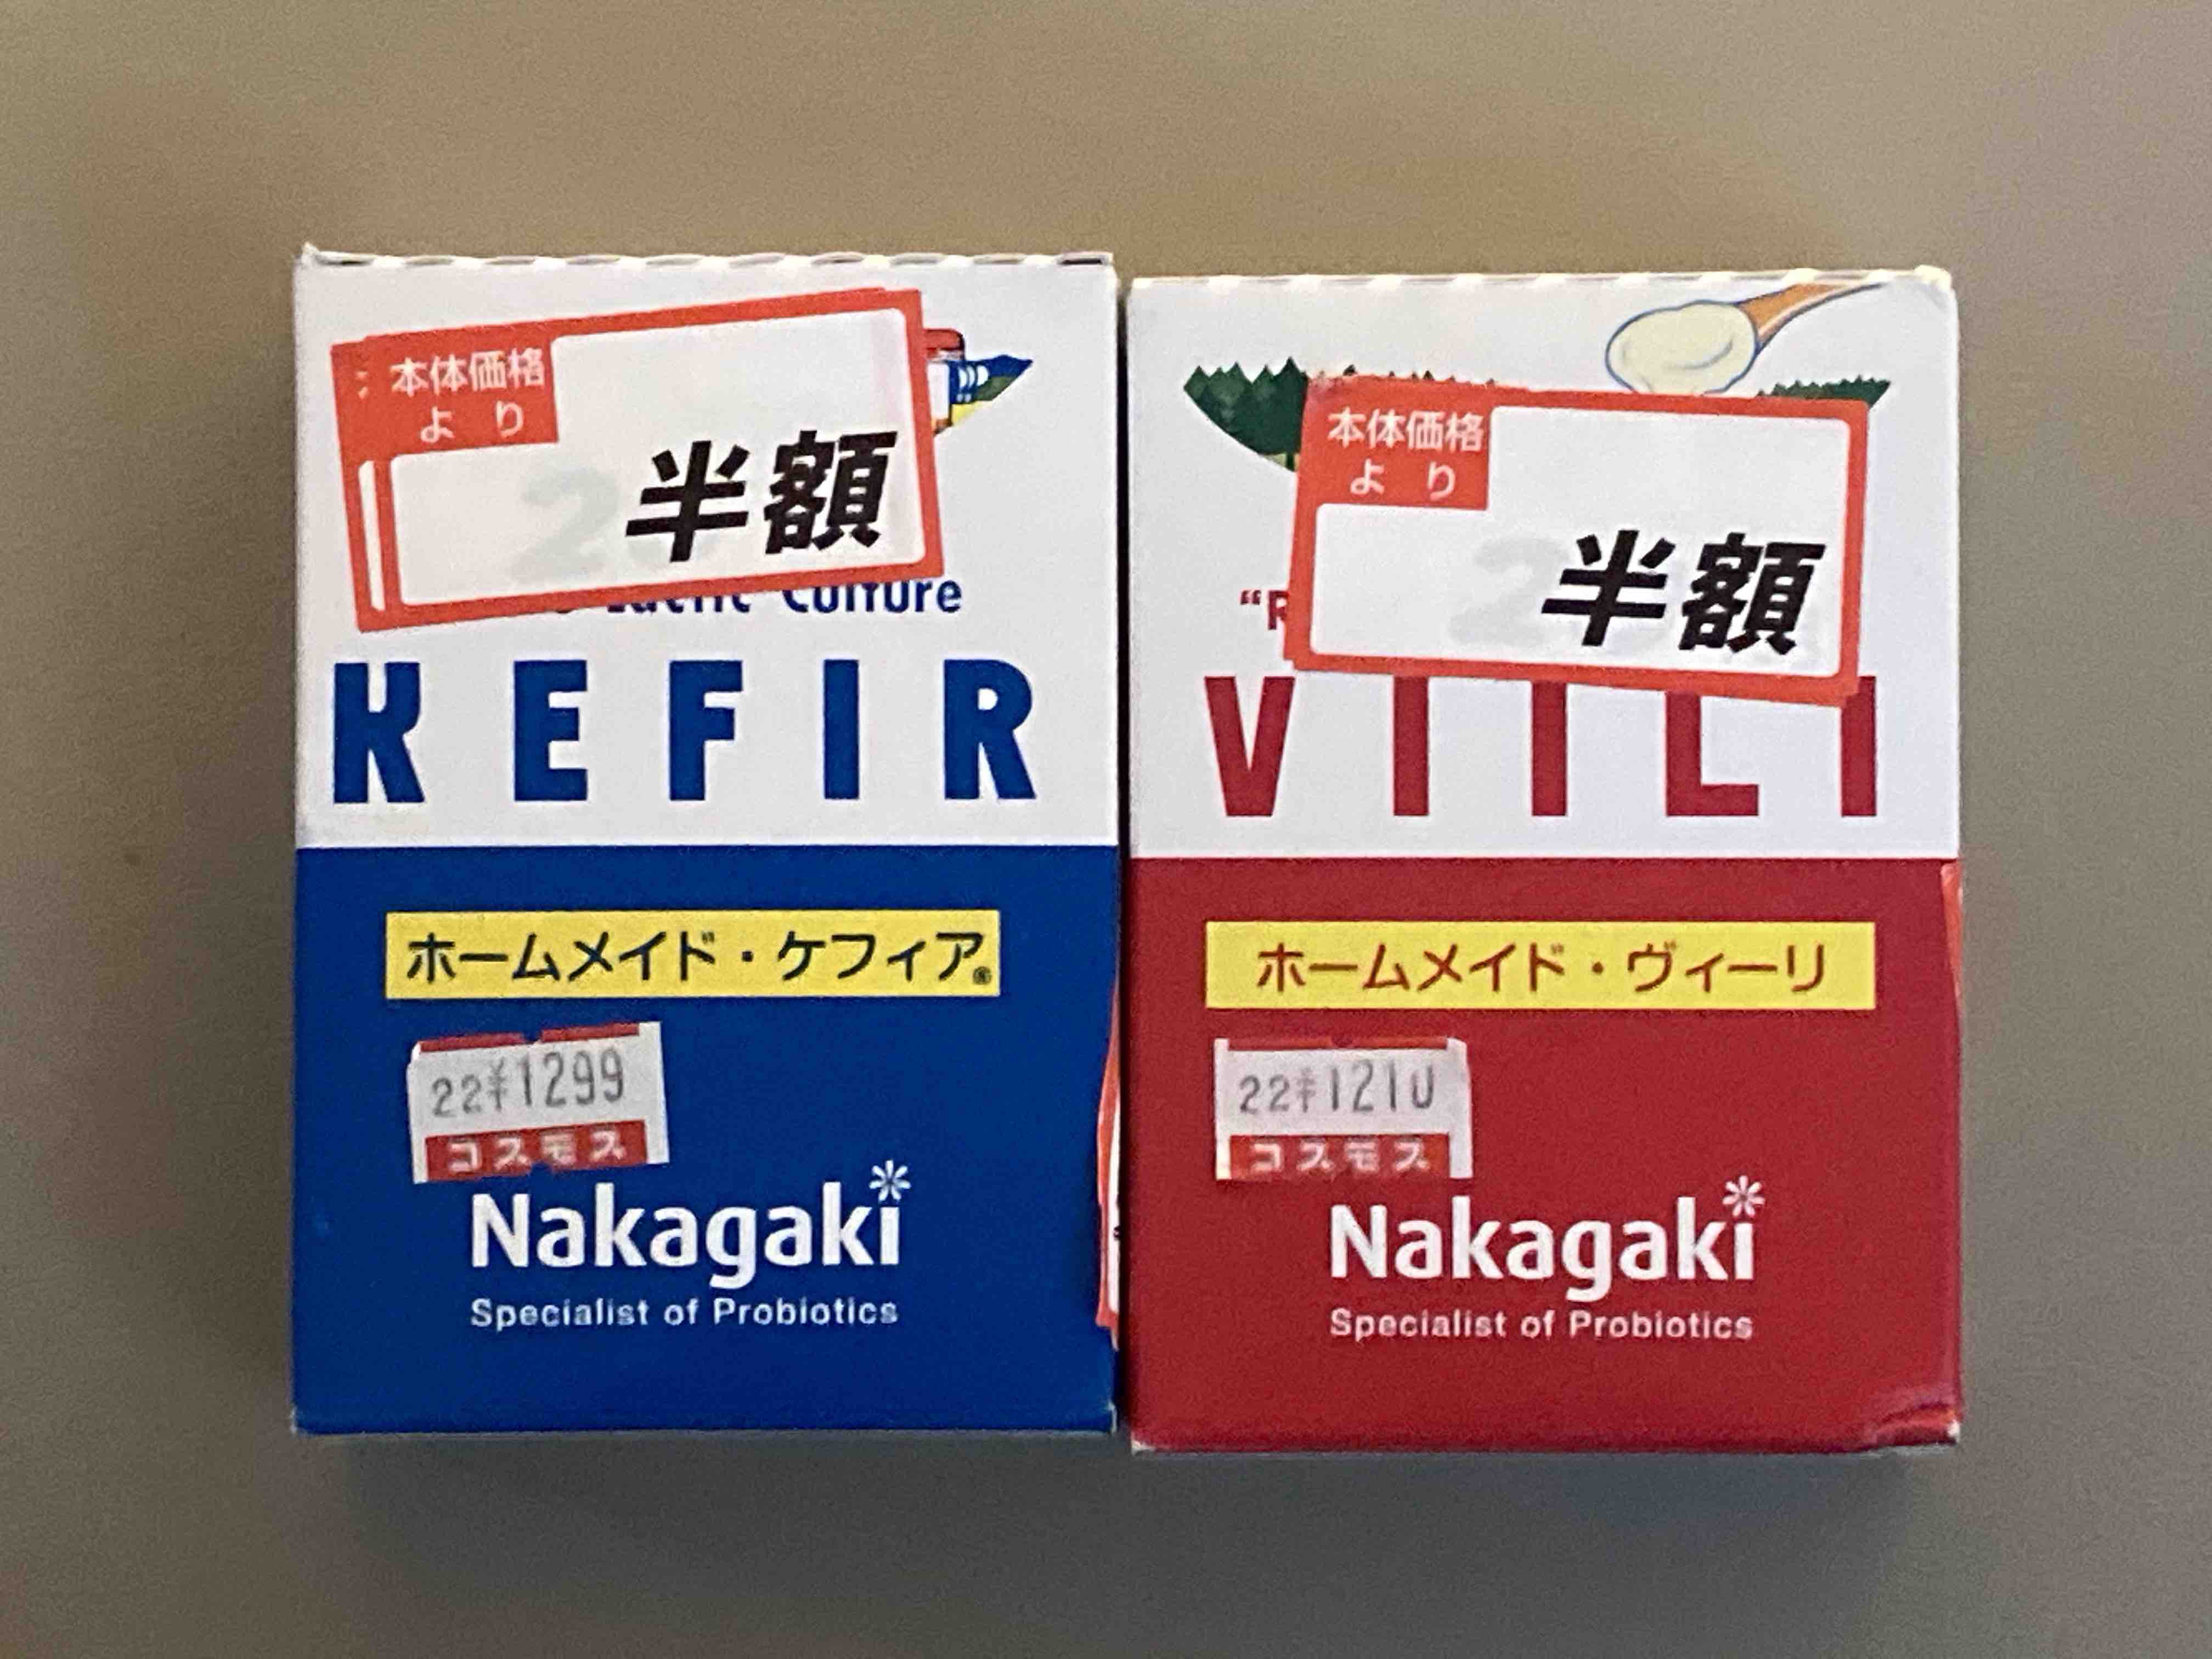 本体価格
より
半額
Culture
KEFIR
ホームメイド・ケフィア®
22¥1299
コスモス
Nakagaki
Specialist of Probiotics
本体価格
より
半額
VIILI
ホームメイド・ヴィーリ
22¥1210
コスモス
Nakagaki
Specialist of Probiotics